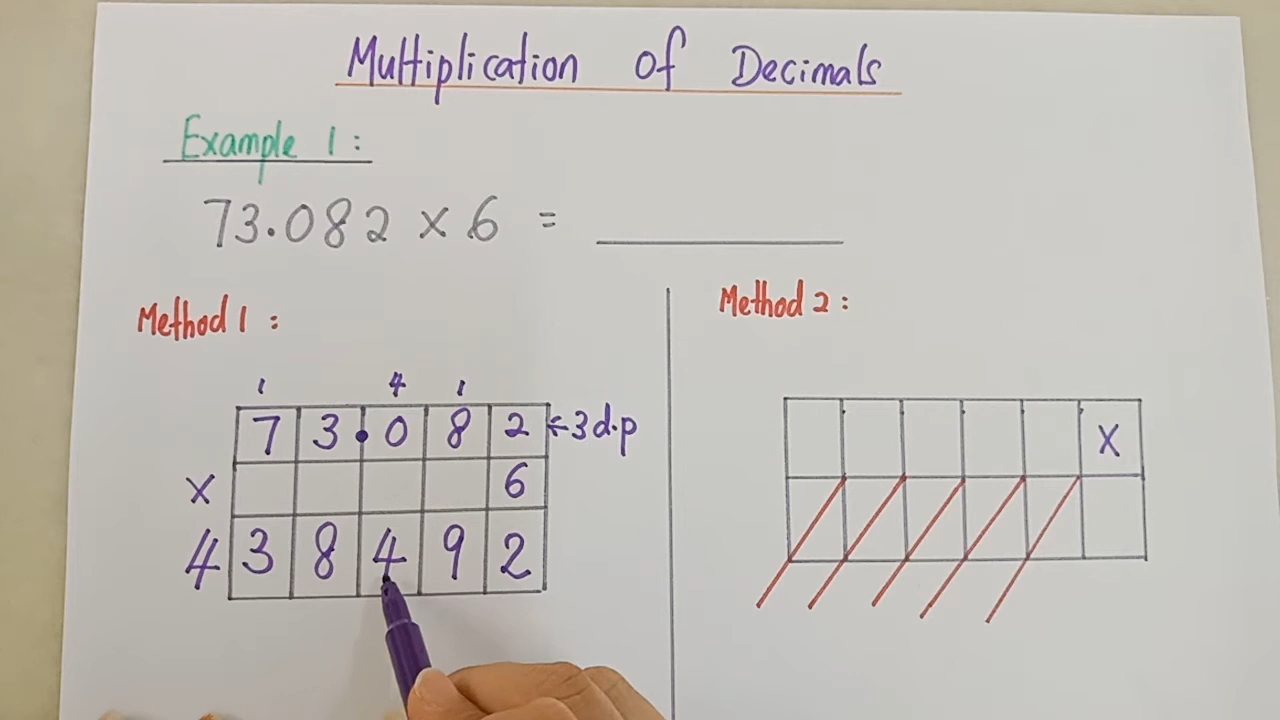 Multiplication of Decimals
Example 1:
73.082 × 6 =
Method 1:
1 4 1
7 3.0 8 2 ←3d.p
× 6
4 3 8 4 9 2
Method 2:
X